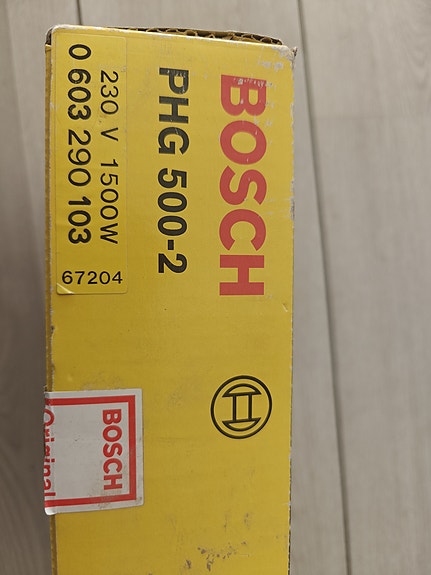 BOSCH
PHG 500-2
230 V 1500W
0 603 290 103
67204
BOSCH
Original